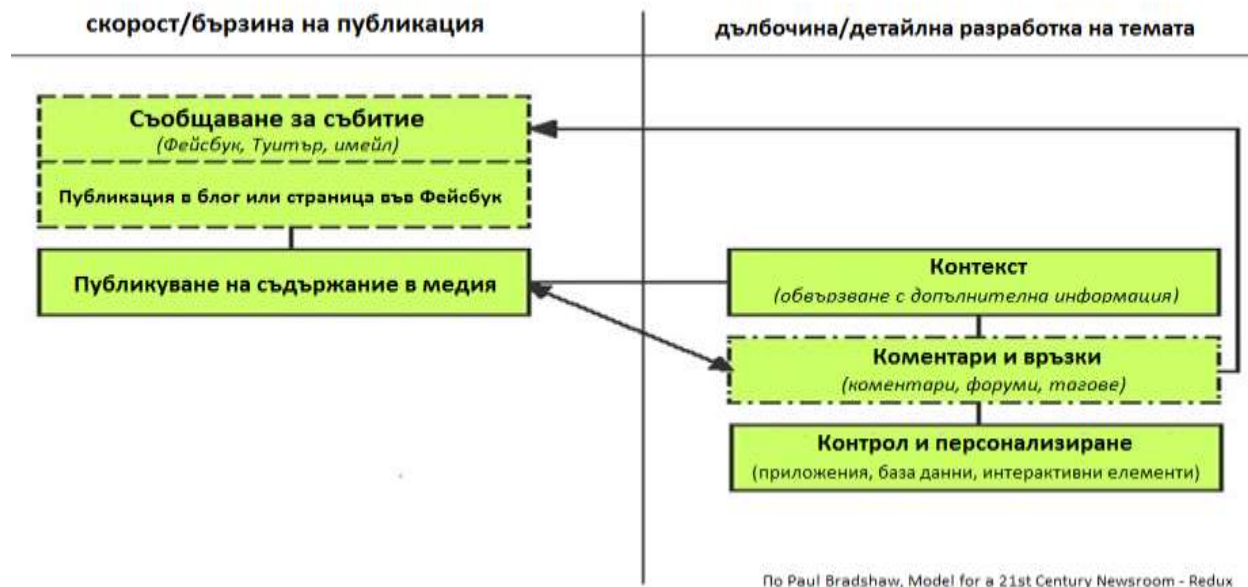 скорост/бързина на публикация
дълбочина/детайлна разработка на темата
Съобщаване за събитие
(Фейсбук, Туитър, имейл)
Публикация в блог или страница във Фейсбук
Публикуване на съдържание в медия
Контекст
(обвързване с допълнителна информация)
Коментари и връзки
(коментари, форуми, тагове)
Контрол и персонализиране
(приложения, база данни, интерактивни елементи)
По Paul Bradshaw, Model for a 21st Century Newsroom - Redux